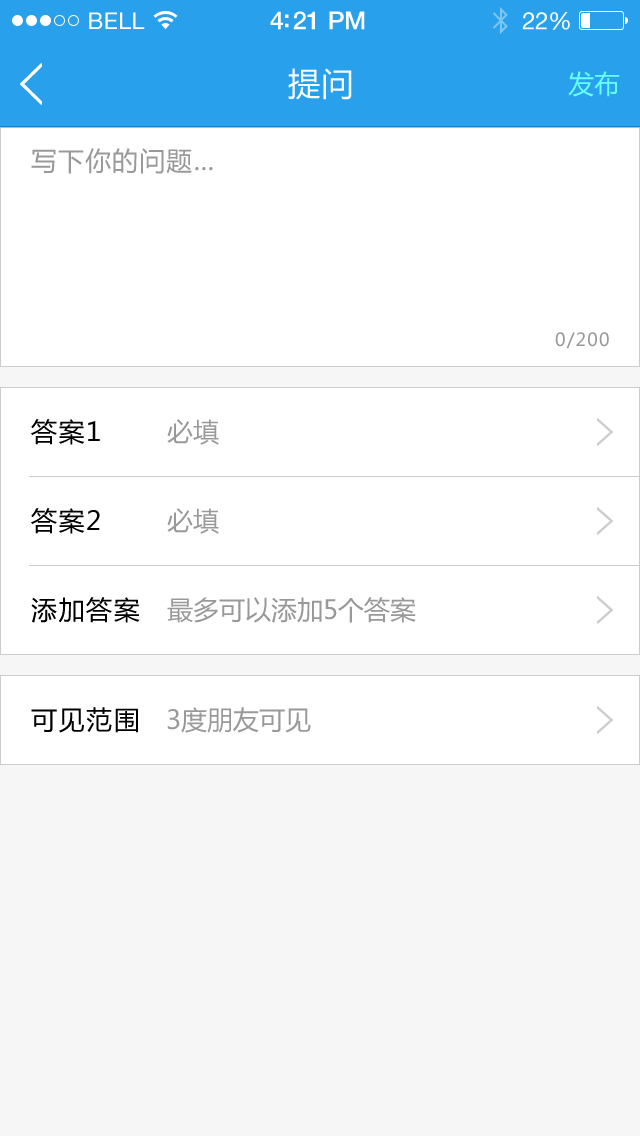 BELL 4:21 PM 22%
提问 发布
写下你的问题...
0/200
答案1 必填
答案2 必填
添加答案 最多可以添加5个答案
可见范围 3度朋友可见